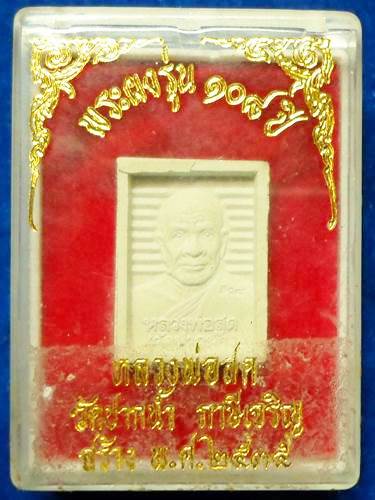 พระผงรุ่น ๑๐๘ ปี
หลวงพ่อสด
หลวงพ่อสด
วัดปากน้ำ ภาษีเจริญ
สร้าง พ.ศ.๒๕๓๕